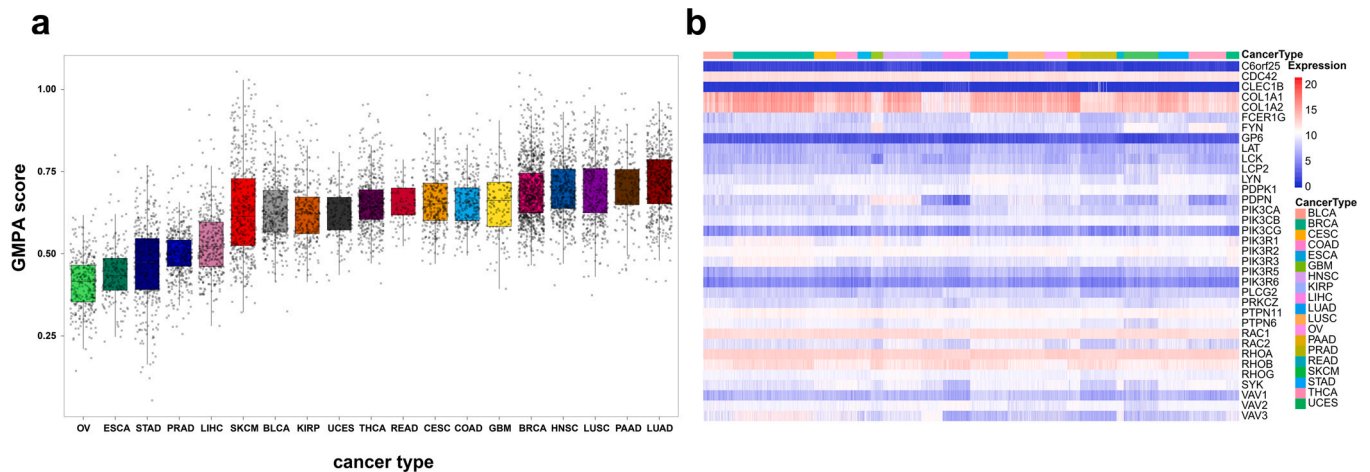 a
GMPA score
1.00
0.75
0.50
0.25
OV ESCA STAD PRAD LIHC SKCM BLCA KIRP UCES THCA READ CESC COAD GBM BRCA HNSC LUSC PAAD LUAD
cancer type
b
CancerType
C6orf25
CDC42
CLEC1B
COL1A1
COL1A2
FCER1G
FYN
GP6
LAT
LCK
LCP2
LYN
PDPK1
PDPN
PIK3CA
PIK3CB
PIK3CG
PIK3R1
PIK3R2
PIK3R3
PIK3R5
PIK3R6
PLCG2
PRKCZ
PTPN11
PTPN6
RAC1
RAC2
RHOA
RHOB
RHOG
SYK
VAV1
VAV2
VAV3
Expression
20
15
10
5
CancerType
BLCA
BRCA
CESC
COAD
ESCA
GBM
HNSC
KIRP
LIHC
LUAD
LUSC
OV
PAAD
PRAD
READ
SKCM
STAD
THCA
UCES